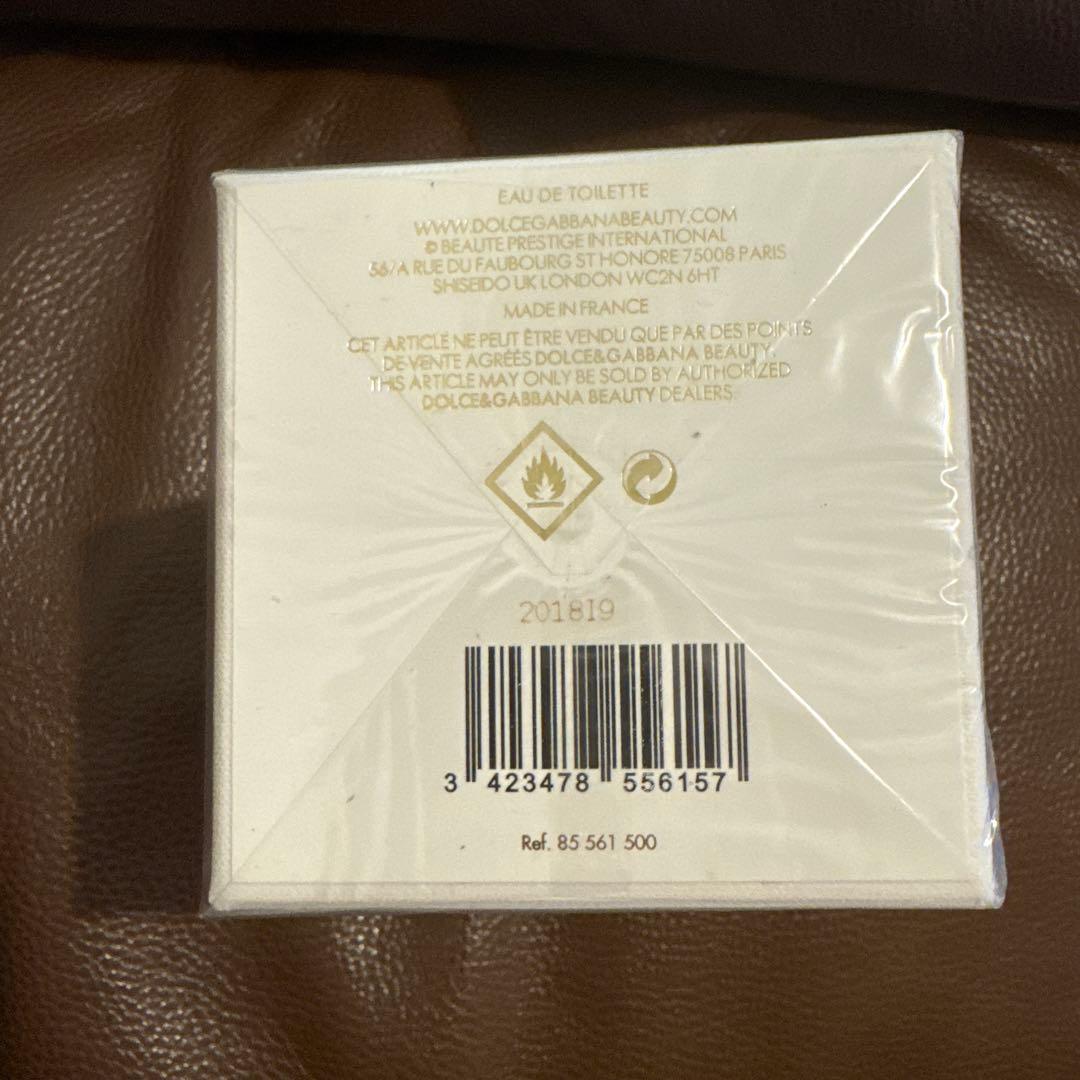 EAU DE TOILETTE
WWW.DOLCEGABBANABEAUTY.COM
© BEAUTE PRESTIGE INTERNATIONAL
56/A RUE DU FAUBOURG ST HONORE 75008 PARIS
SHISEIDO UK LONDON WC2N 6HT
MADE IN FRANCE
CET ARTICLE NE PEUT ÊTRE VENDU QUE PAR DES POINTS
DE VENTE AGRÉÉS DOLCE&GABBANA BEAUTY.
THIS ARTICLE MAY ONLY BE SOLD BY AUTHORIZED
DOLCE&GABBANA BEAUTY DEALERS.
2018I9
3 423478 556157
Ref. 85 561 500